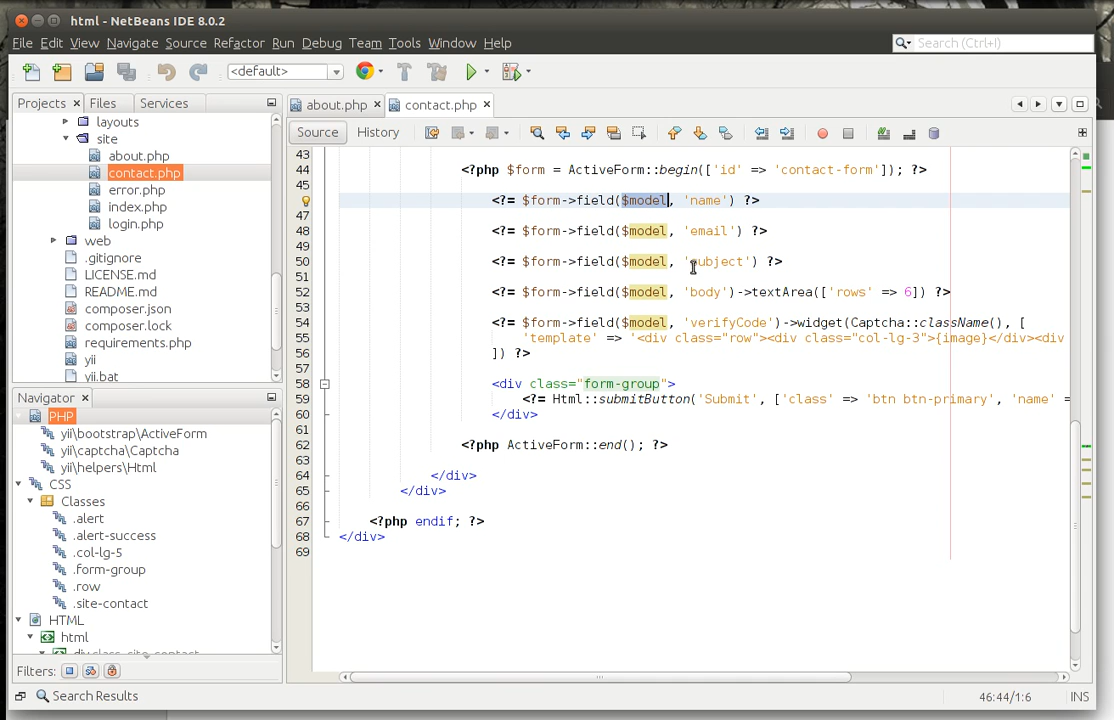 html - NetBeans IDE 8.0.2
File Edit View Navigate Source Refactor Run Debug Team Tools Window Help
Search (Ctrl+I)
<default>
Projects Files Services
layouts
site
about.php
contact.php
error.php
index.php
login.php
web
.gitignore
LICENSE.md
README.md
composer.json
composer.lock
requirements.php
yii
yii.bat
Navigator
PHP
yii\bootstrap\ActiveForm
yii\captcha\Captcha
yii\helpers\Html
CSS
Classes
.alert
.alert-success
.col-lg-5
.form-group
.row
.site-contact
HTML
html
Filters:
about.php contact.php
Source History
43
44 <?php $form = ActiveForm::begin(['id' => 'contact-form']); ?>
45
<?= $form->field($model, 'name') ?>
47
48 <?= $form->field($model, 'email') ?>
49
50 <?= $form->field($model, 'subject') ?>
51
52 <?= $form->field($model, 'body')->textArea(['rows' => 6]) ?>
53
54 <?= $form->field($model, 'verifyCode')->widget(Captcha::className(), [
55 'template' => '<div class="row"><div class="col-lg-3">{image}</div><div
56 ]) ?>
57
58 <div class="form-group">
59 <?= Html::submitButton('Submit', ['class' => 'btn btn-primary', 'name' =
60 </div>
61
62 <?php ActiveForm::end(); ?>
63
64 </div>
65 </div>
66
67 <?php endif; ?>
68 </div>
69
Search Results
46:44/1:6 INS